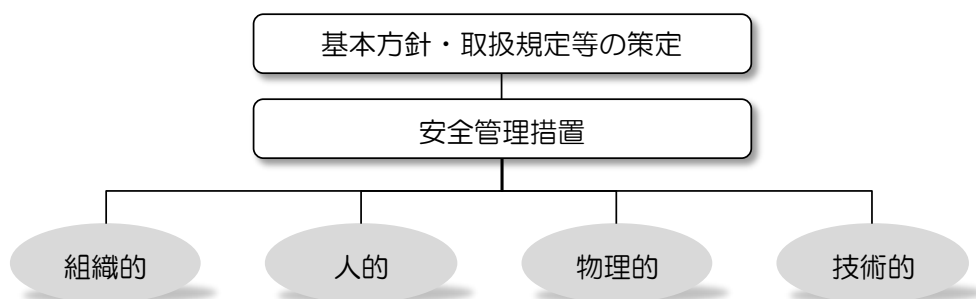 基本方針・取扱規定等の策定
安全管理措置
組織的
人的
物理的
技術的